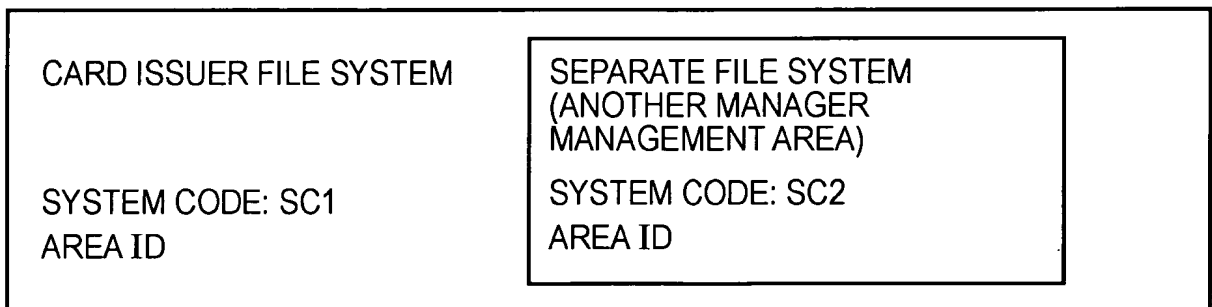 CARD ISSUER FILE SYSTEM
SYSTEM CODE: SC1
AREA ID
SEPARATE FILE SYSTEM
(ANOTHER MANAGER
MANAGEMENT AREA)
SYSTEM CODE: SC2
AREA ID